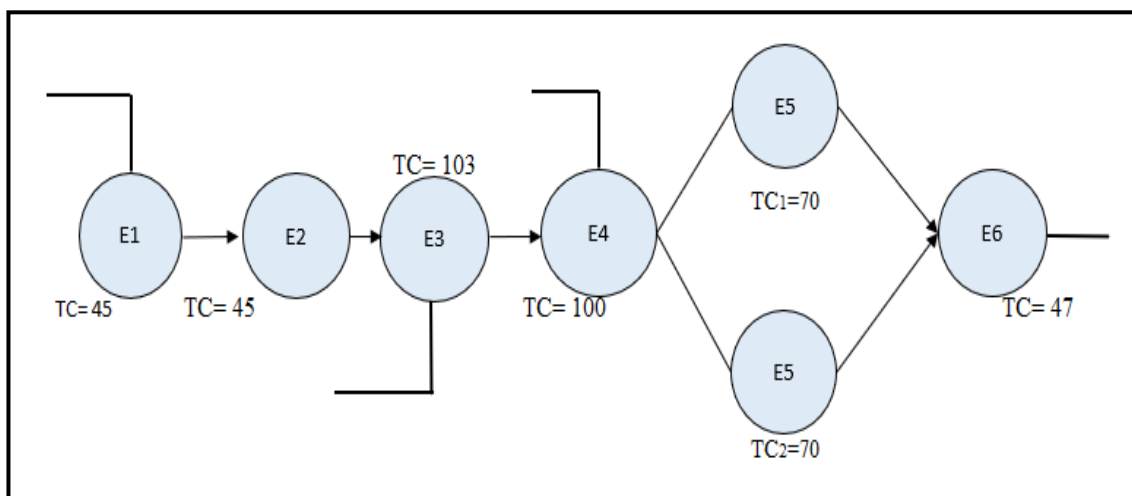 E5
TC= 103
TC1=70
E1
E2
E3
E4
E6
TC= 45
TC= 45
TC= 100
TC= 47
E5
TC2=70